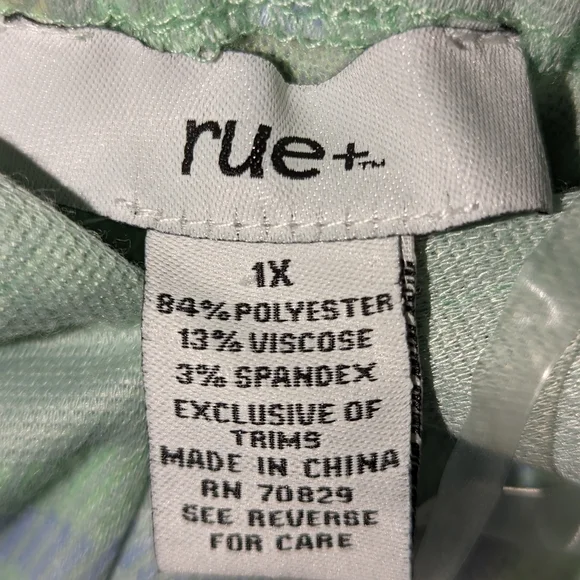 rue+™
1X
84% POLYESTER
13% VISCOSE
3% SPANDEX
EXCLUSIVE OF
TRIMS
MADE IN CHINA
RN 70829
SEE REVERSE
FOR CARE